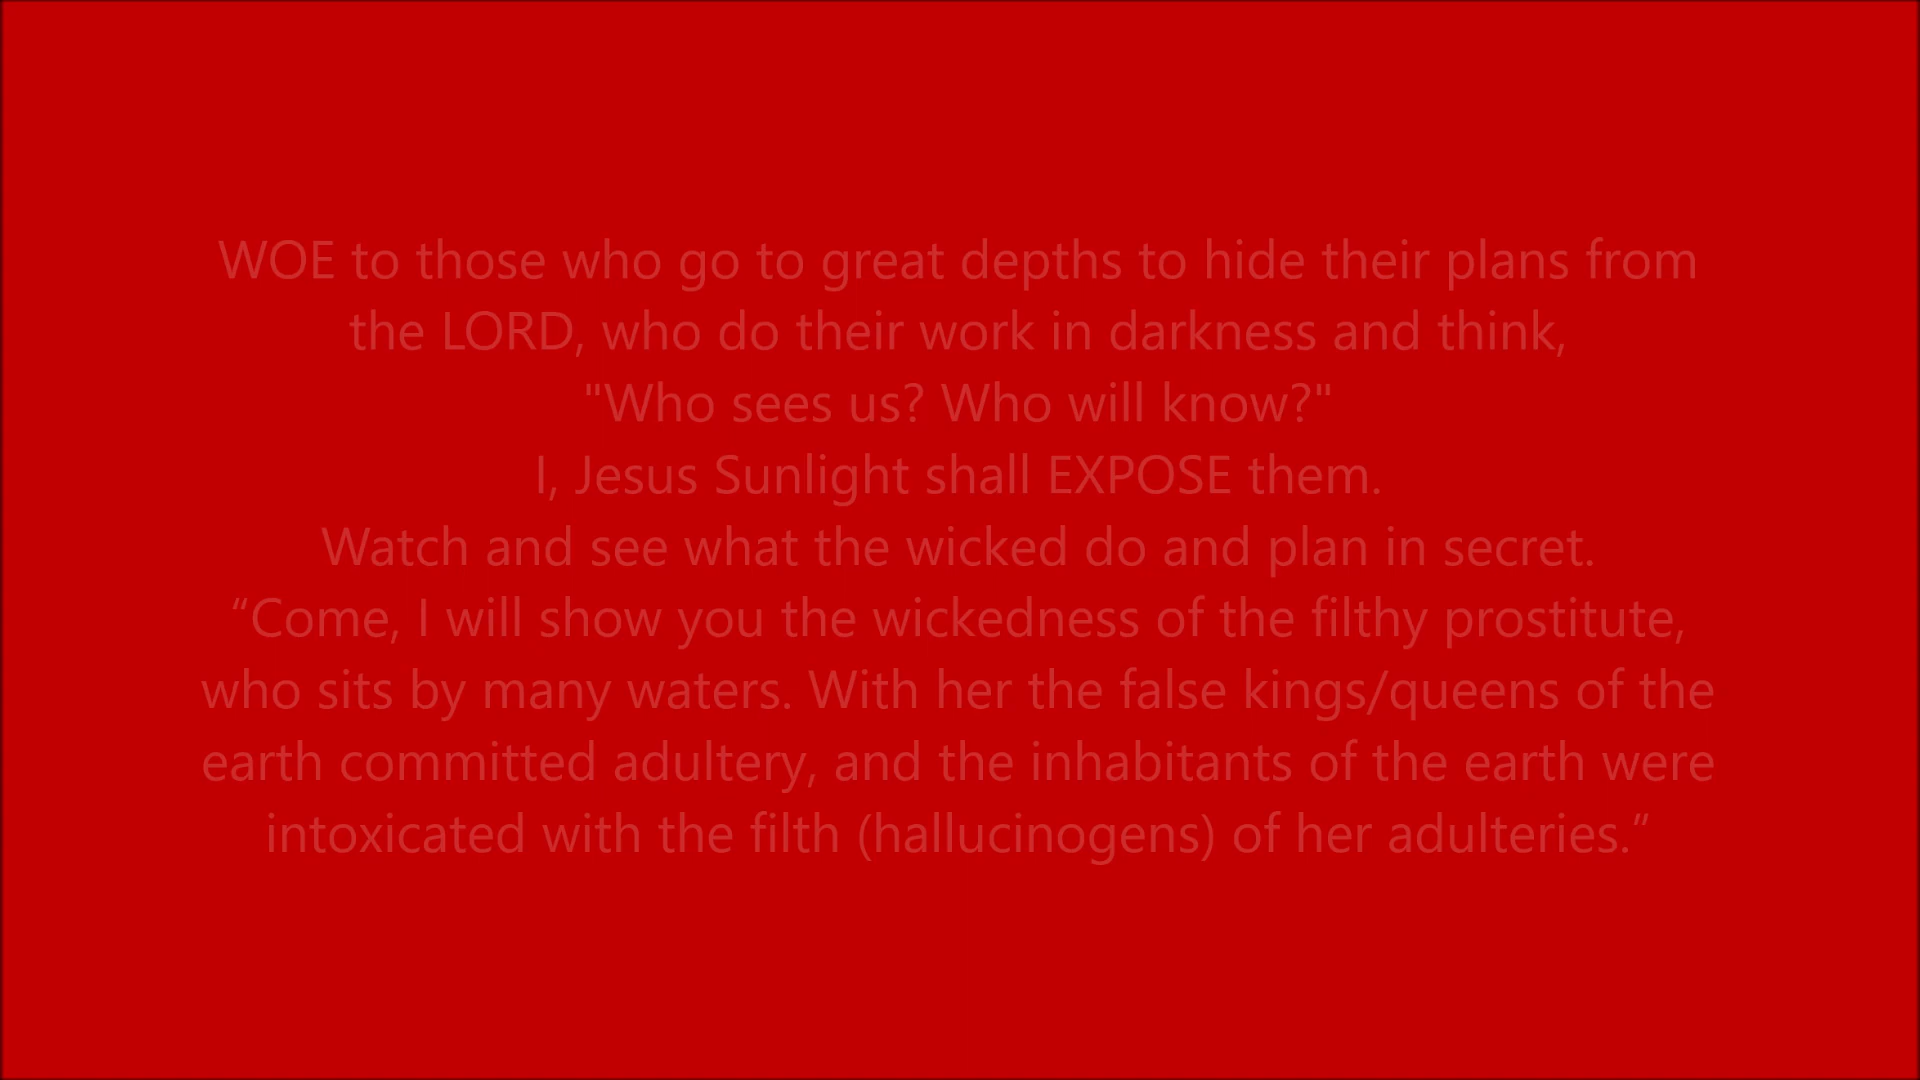 WOE to those who go to great depths to hide their plans from
the LORD, who do their work in darkness and think,
"Who sees us? Who will know?"
I, Jesus Sunlight shall EXPOSE them.
Watch and see what the wicked do and plan in secret.
“Come, I will show you the wickedness of the filthy prostitute,
who sits by many waters. With her the false kings/queens of the
earth committed adultery, and the inhabitants of the earth were
intoxicated with the filth (hallucinogens) of her adulteries.”